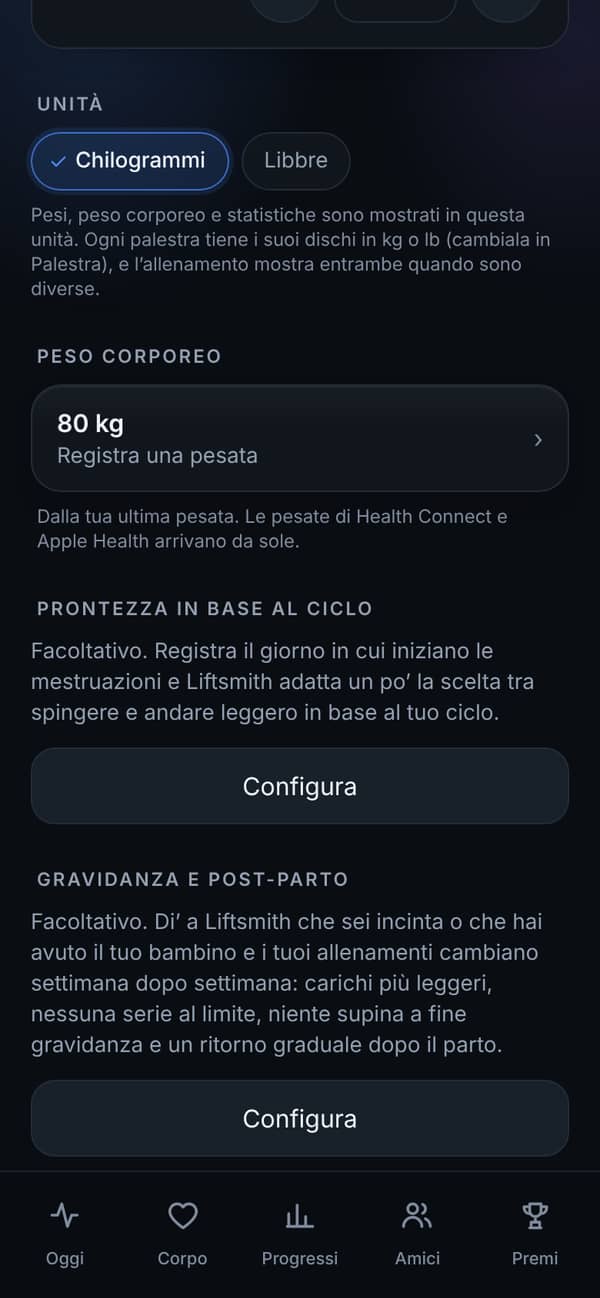 UNITÀ
Chilogrammi
Libbre
Pesi, peso corporeo e statistiche sono mostrati in questa
unità. Ogni palestra tiene i suoi dischi in kg o lb (cambiala in
Palestra), e l’allenamento mostra entrambe quando sono
diverse.
PESO CORPOREO
80 kg
Registra una pesata
Dalla tua ultima pesata. Le pesate di Health Connect e
Apple Health arrivano da sole.
PRONTEZZA IN BASE AL CICLO
Facoltativo. Registra il giorno in cui iniziano le
mestruazioni e Liftsmith adatta un po’ la scelta tra
spingere e andare leggero in base al tuo ciclo.
Configura
GRAVIDANZA E POST-PARTO
Facoltativo. Di’ a Liftsmith che sei incinta o che hai
avuto il tuo bambino e i tuoi allenamenti cambiano
settimana dopo settimana: carichi più leggeri,
nessuna serie al limite, niente supina a fine
gravidanza e un ritorno graduale dopo il parto.
Configura
Oggi
Corpo
Progressi
Amici
Premi